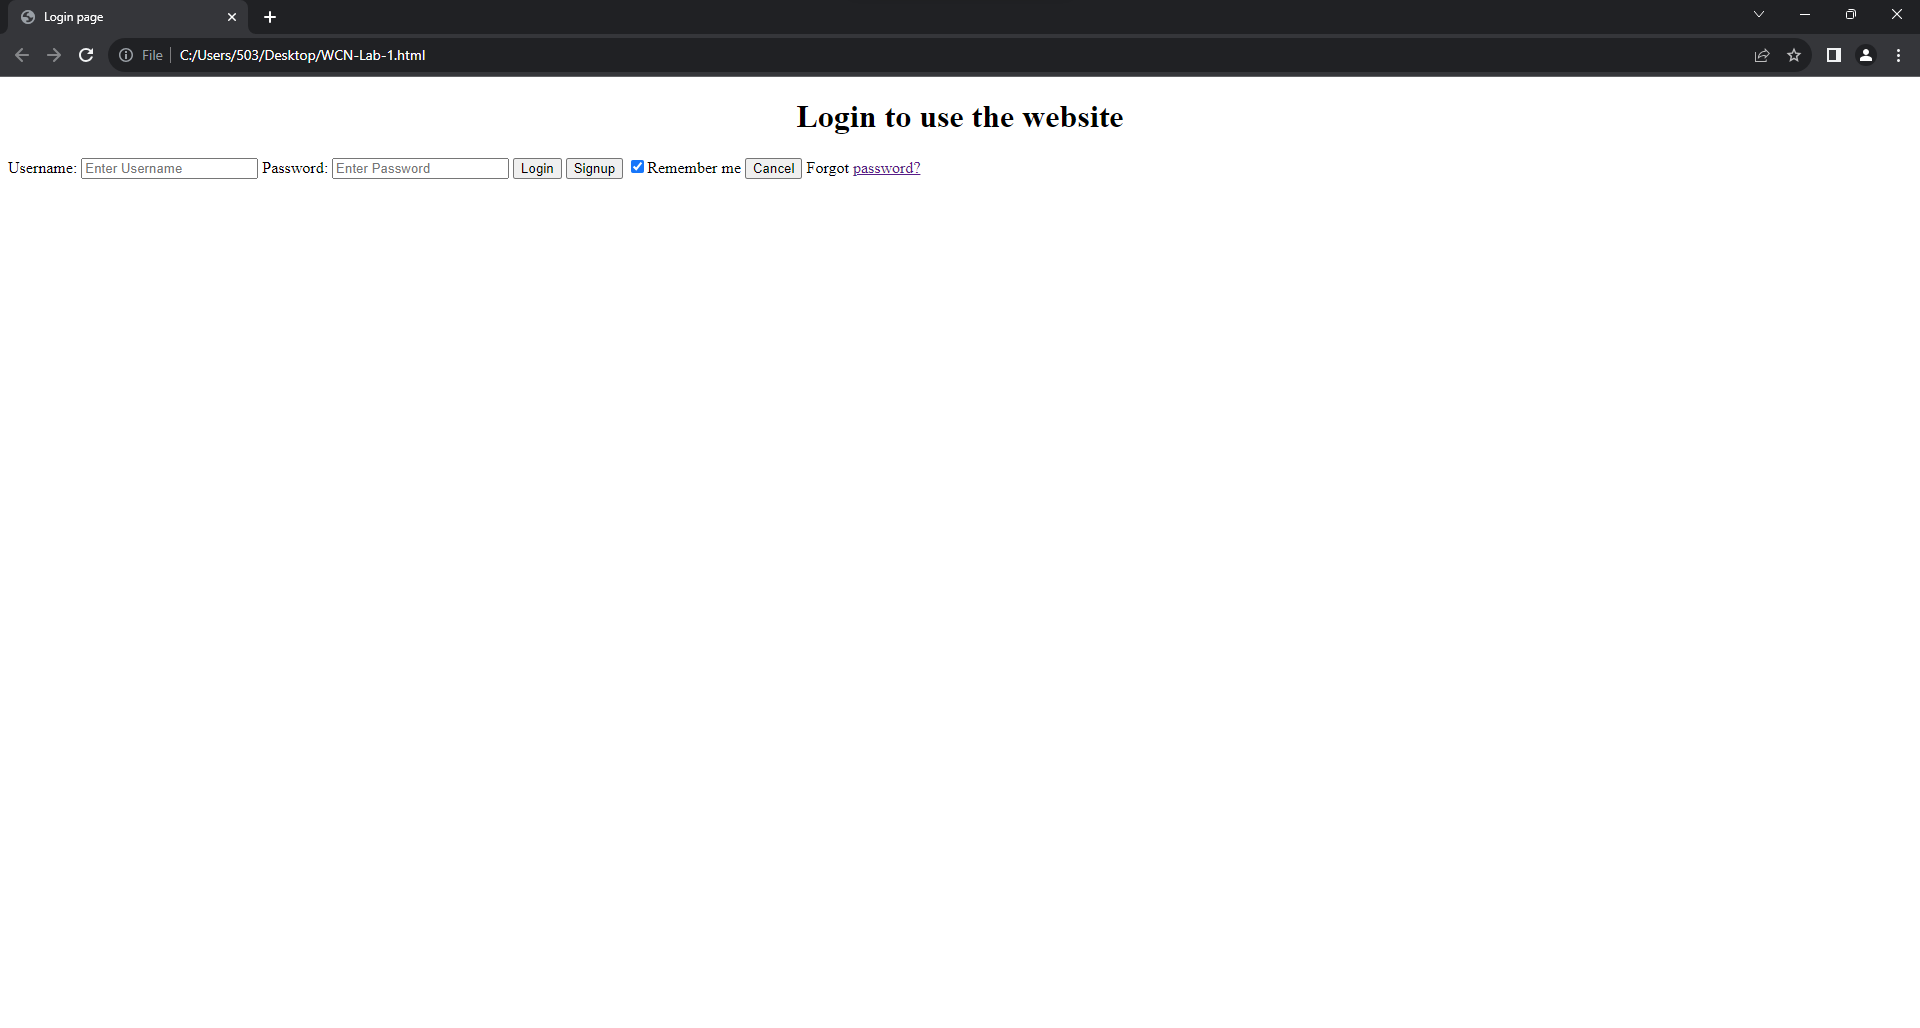 Login page
File C:/Users/503/Desktop/WCN-Lab-1.html
Login to use the website
Username: Enter Username Password: Enter Password Login Signup Remember me Cancel Forgot password?